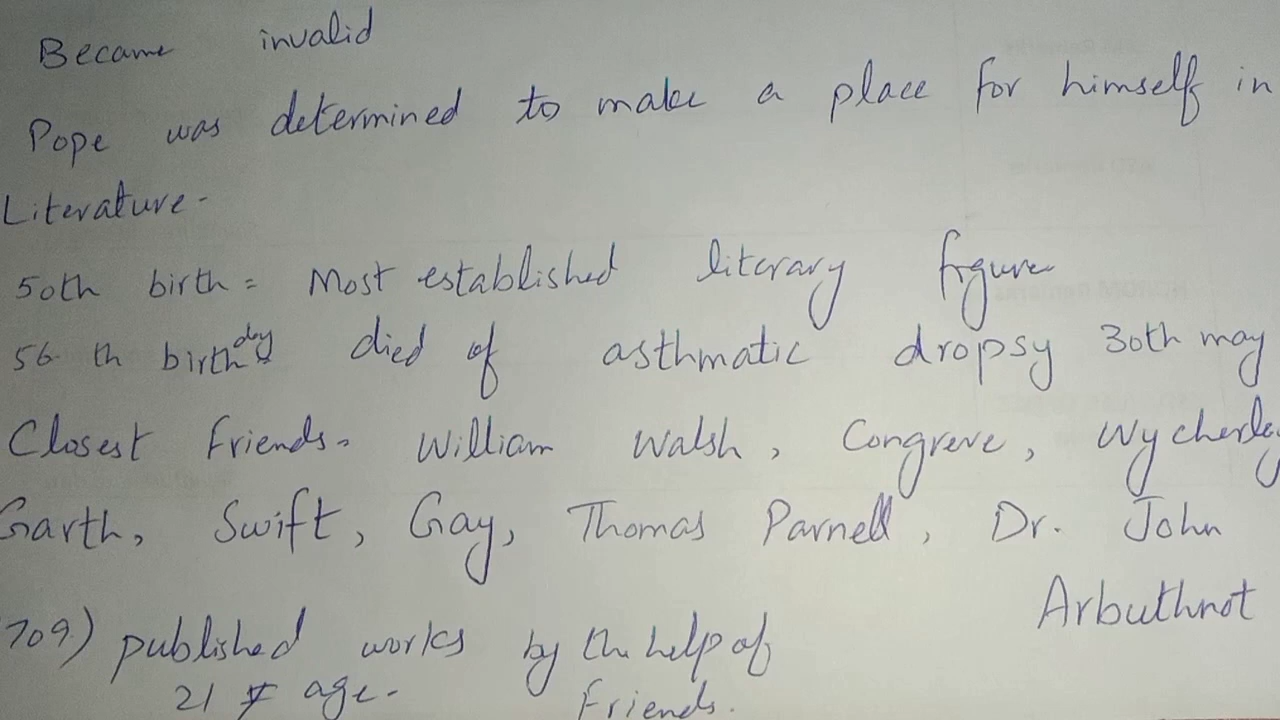 Became invalid
Pope was determined to make a place for himself in
Literature-
50th birth = Most established literary figure
56 th birthday died of asthmatic dropsy 30th may
Closest Friends- William Walsh, Congreve, Wycherle
Garth, Swift, Gay, Thomas Parnell, Dr. John
Arbuthnot
709) published works by the help of
21 age- Friends.